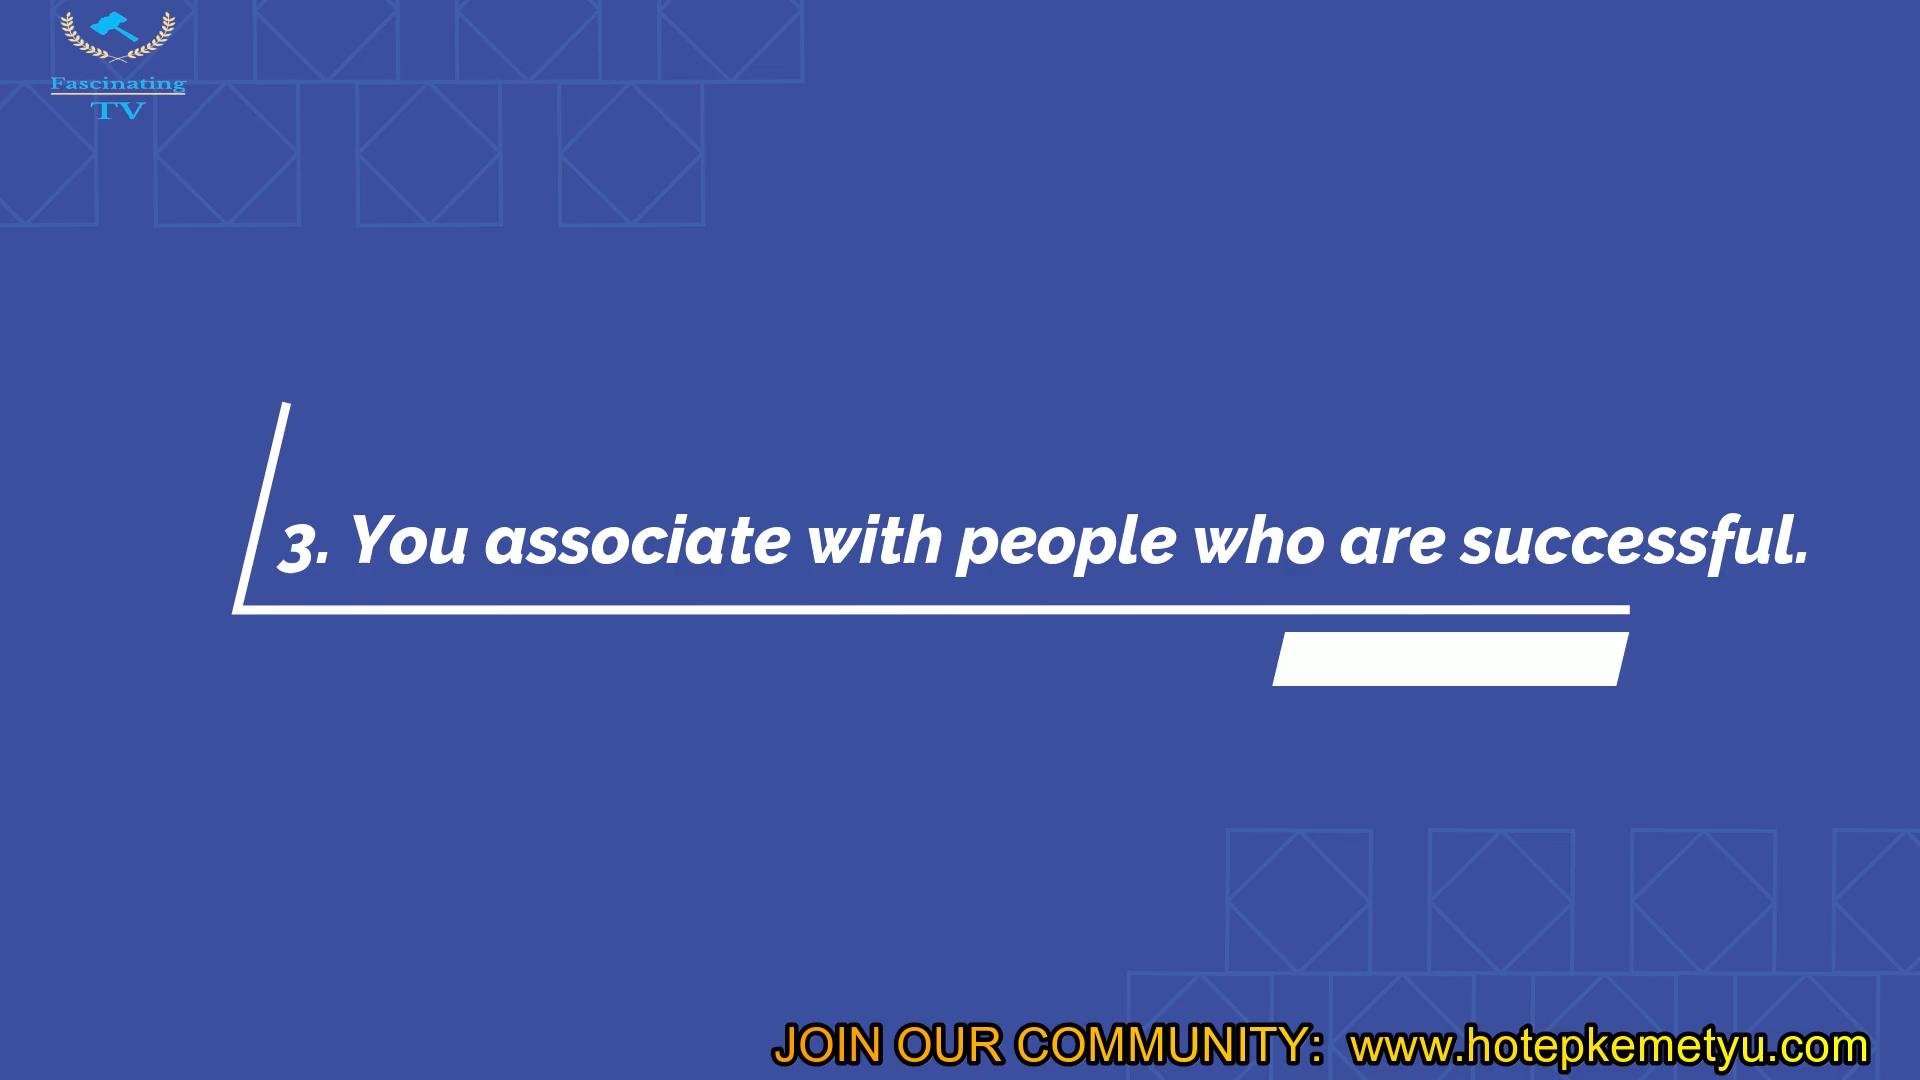 Fascinating
TV
3. You associate with people who are successful.
JOIN OUR COMMUNITY: www.hotepkemetyu.com